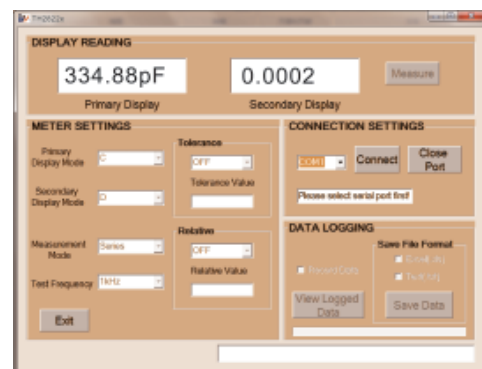 TH2822x
DISPLAY READING
334.88pF
0.0002
Measure
Primary Display
Secondary Display
METER SETTINGS
Primary
Display Mode
C
Secondary
Display Mode
D
Measurement
Mode
Series
Test Frequency
1kHz
Exit
Tolerance
OFF
Tolerance Value
Relative
OFF
Relative Value
CONNECTION SETTINGS
COM1
Connect
Close
Port
Please select serial port first!
DATA LOGGING
Save File Format
Record Data
View Logged
Data
Save Data